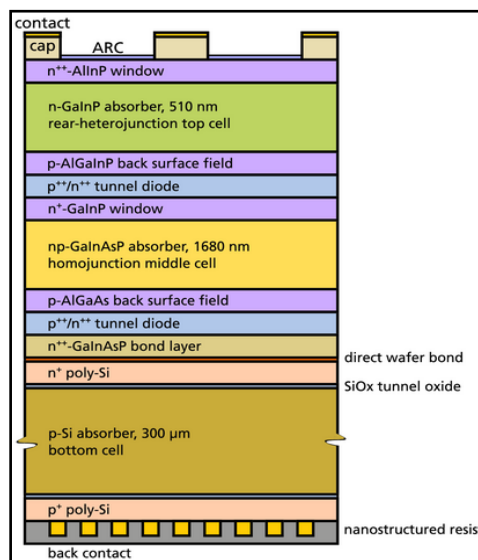 contact
cap
ARC
n++-AlInP window
n-GaInP absorber, 510 nm
rear-heterojunction top cell
p-AlGaInP back surface field
p++/n++ tunnel diode
n+-GaInP window
np-GaInAsP absorber, 1680 nm
homojunction middle cell
p-AlGaAs back surface field
p++/n++ tunnel diode
n++-GaInAsP bond layer
direct wafer bond
n+ poly-Si
SiOx tunnel oxide
p-Si absorber, 300 µm
bottom cell
p+ poly-Si
nanostructured resis
back contact